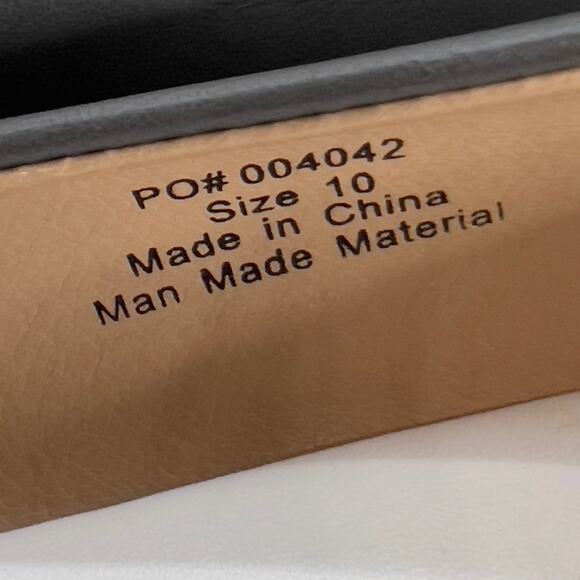 PO# 004042
Size 10
Made in China
Man Made Material